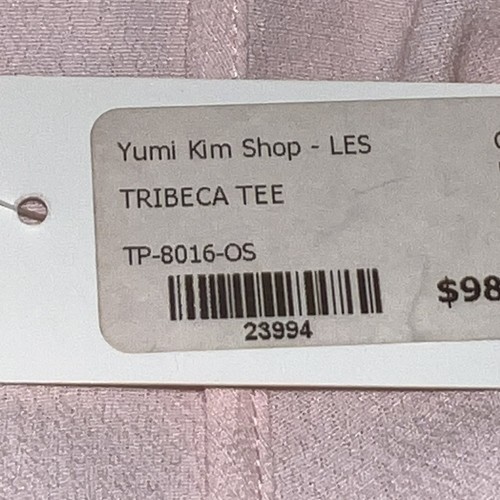 Yumi Kim Shop - LES
TRIBECA TEE
TP-8016-OS
$98
23994